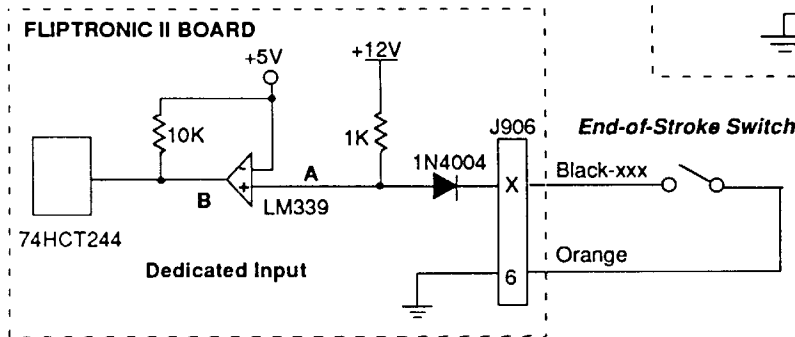 FLIPTRONIC II BOARD
+5V
+12V
10K
1K
J906
End-of-Stroke Switch
1N4004
A
X
Black-xxx
-
+
B
LM339
74HCT244
Dedicated Input
6
Orange